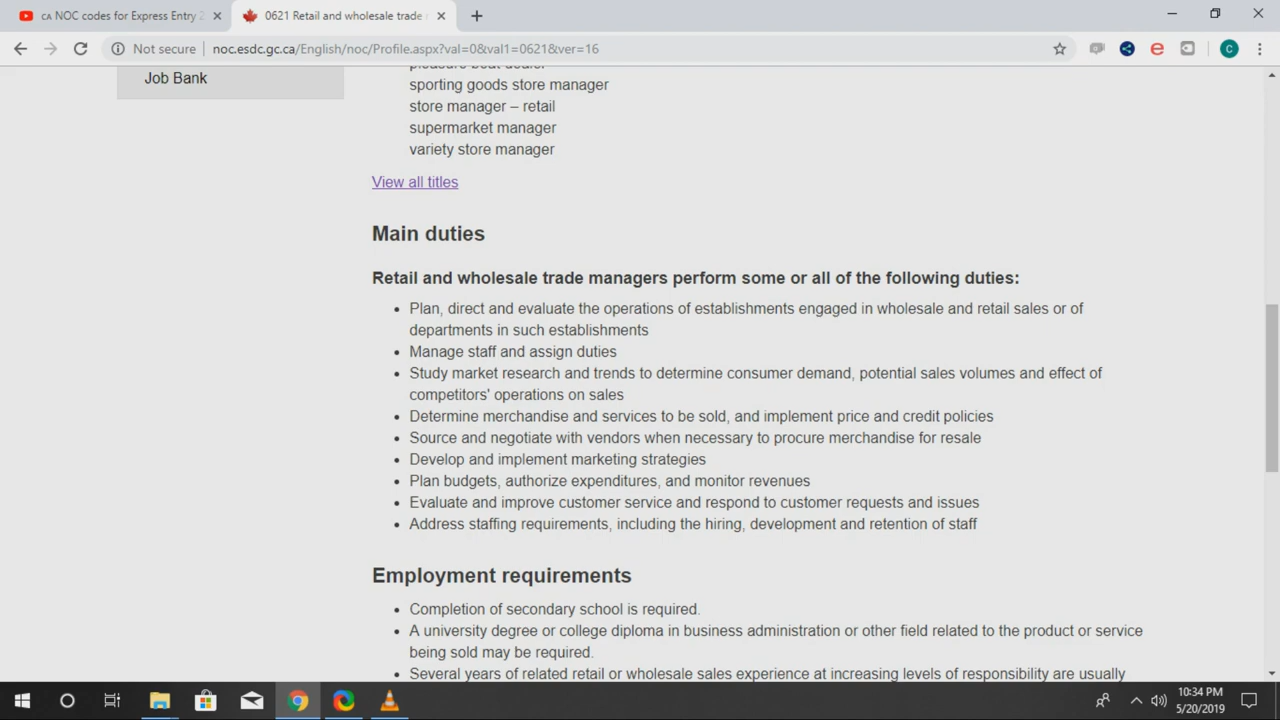 CA NOC codes for Express Entry 2
0621 Retail and wholesale trade
Not secure
noc.esdc.gc.ca/English/noc/Profile.aspx?val=0&val1=0621&ver=16
C
Job Bank
pleasure boat dealer
sporting goods store manager
store manager – retail
supermarket manager
variety store manager
View all titles
Main duties
Retail and wholesale trade managers perform some or all of the following duties:
• Plan, direct and evaluate the operations of establishments engaged in wholesale and retail sales or of
departments in such establishments
• Manage staff and assign duties
• Study market research and trends to determine consumer demand, potential sales volumes and effect of
competitors' operations on sales
• Determine merchandise and services to be sold, and implement price and credit policies
• Source and negotiate with vendors when necessary to procure merchandise for resale
• Develop and implement marketing strategies
• Plan budgets, authorize expenditures, and monitor revenues
• Evaluate and improve customer service and respond to customer requests and issues
• Address staffing requirements, including the hiring, development and retention of staff
Employment requirements
• Completion of secondary school is required.
• A university degree or college diploma in business administration or other field related to the product or service
being sold may be required.
• Several years of related retail or wholesale sales experience at increasing levels of responsibility are usually
10:34 PM
5/20/2019